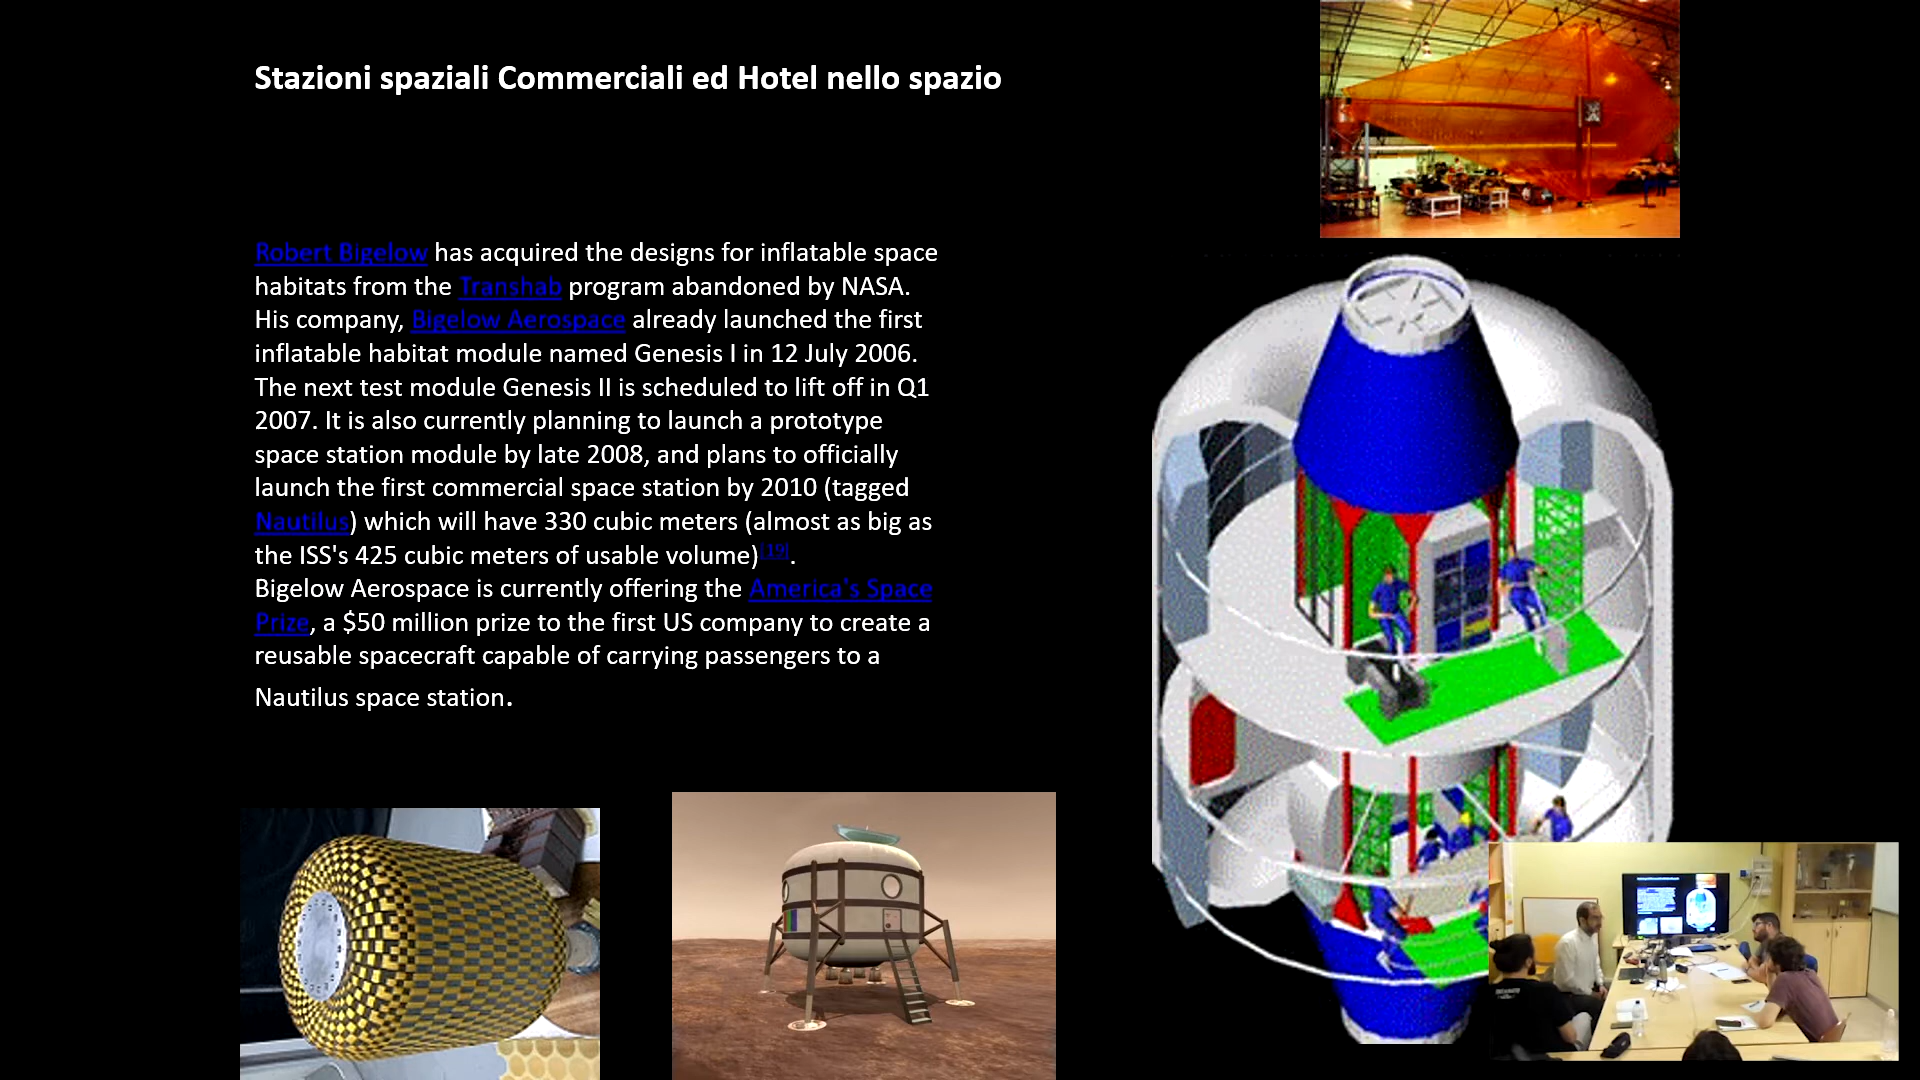 Stazioni spaziali Commerciali ed Hotel nello spazio
Robert Bigelow has acquired the designs for inflatable space
habitats from the Transhab program abandoned by NASA.
His company, Bigelow Aerospace already launched the first
inflatable habitat module named Genesis I in 12 July 2006.
The next test module Genesis II is scheduled to lift off in Q1
2007. It is also currently planning to launch a prototype
space station module by late 2008, and plans to officially
launch the first commercial space station by 2010 (tagged
Nautilus) which will have 330 cubic meters (almost as big as
the ISS's 425 cubic meters of usable volume)[19].
Bigelow Aerospace is currently offering the America's Space
Prize, a $50 million prize to the first US company to create a
reusable spacecraft capable of carrying passengers to a
Nautilus space station.